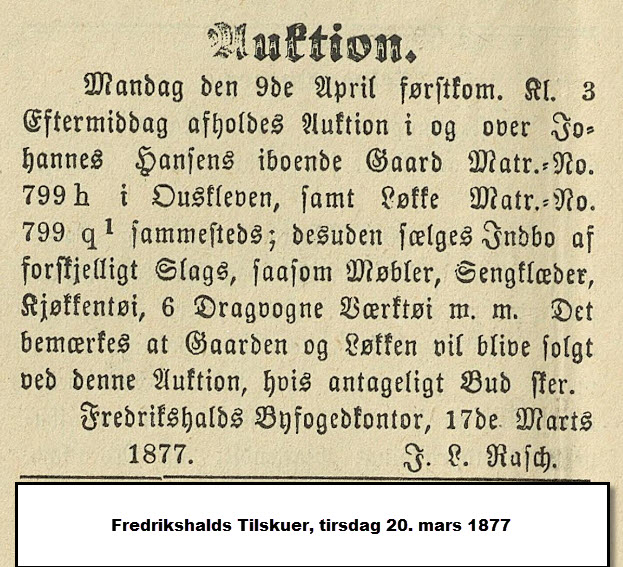 Auktion.
Mandag den 9de April førstkom. Kl. 3
Eftermiddag afholdes Auktion i og over Jo-
hannes Hansens iboende Gaard Matr.-No.
799 h i Ouskleven, samt Løkke Matr.-No.
799 q¹ sammesteds; desuden sælges Indbo af
forskjelligt Slags, saasom Møbler, Sengklæder,
Kjøkkentøi, 6 Dragvogne Værktøi m. m. Det
bemærkes at Gaarden og Løkken vil blive solgt
ved denne Auktion, hvis antageligt Bud sker.
Fredrikshalds Byfogedkontor, 17de Marts
1877. J. L. Rasch.
Fredrikshalds Tilskuer, tirsdag 20. mars 1877